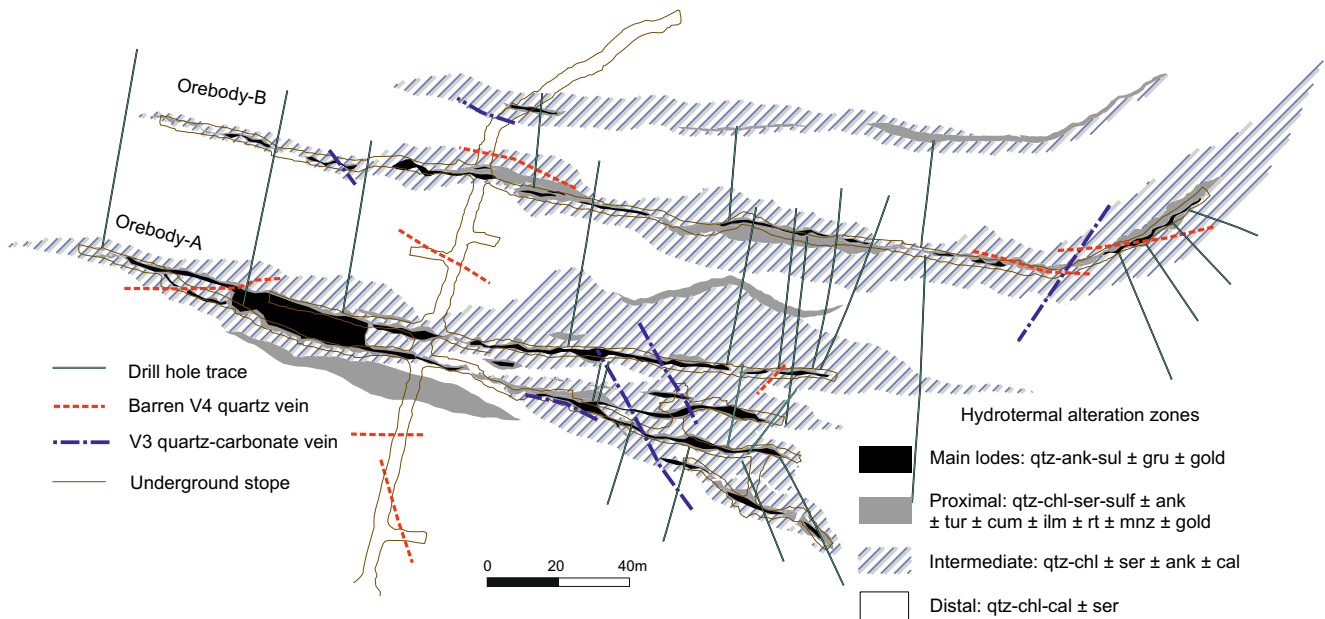 Orebody-B
Orebody-A
Drill hole trace
Barren V4 quartz vein
V3 quartz-carbonate vein
Underground stope
0 20 40m
Hydrotermal alteration zones
Main lodes: qtz-ank-sul ± gru ± gold
Proximal: qtz-chl-ser-sulf ± ank
± tur ± cum ± ilm ± rt ± mnz ± gold
Intermediate: qtz-chl ± ser ± ank ± cal
Distal: qtz-chl-cal ± ser